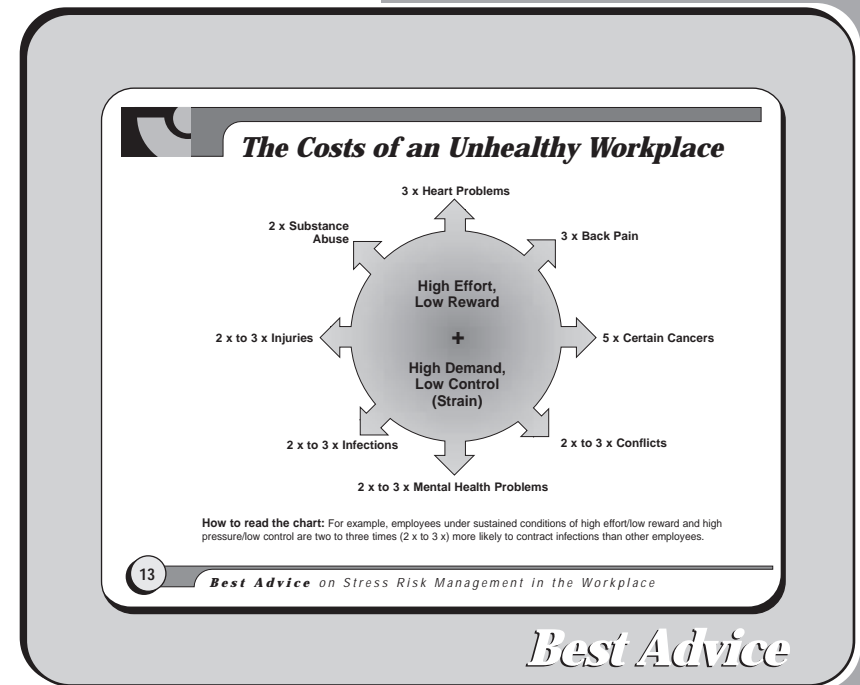 The Costs of an Unhealthy Workplace
3 x Heart Problems
2 x Substance
Abuse
3 x Back Pain
High Effort,
Low Reward
2 x to 3 x Injuries
+
5 x Certain Cancers
High Demand,
Low Control
(Strain)
2 x to 3 x Infections
2 x to 3 x Conflicts
2 x to 3 x Mental Health Problems
How to read the chart: For example, employees under sustained conditions of high effort/low reward and high
pressure/low control are two to three times (2 x to 3 x) more likely to contract infections than other employees.
13
Best Advice on Stress Risk Management in the Workplace
Best Advice